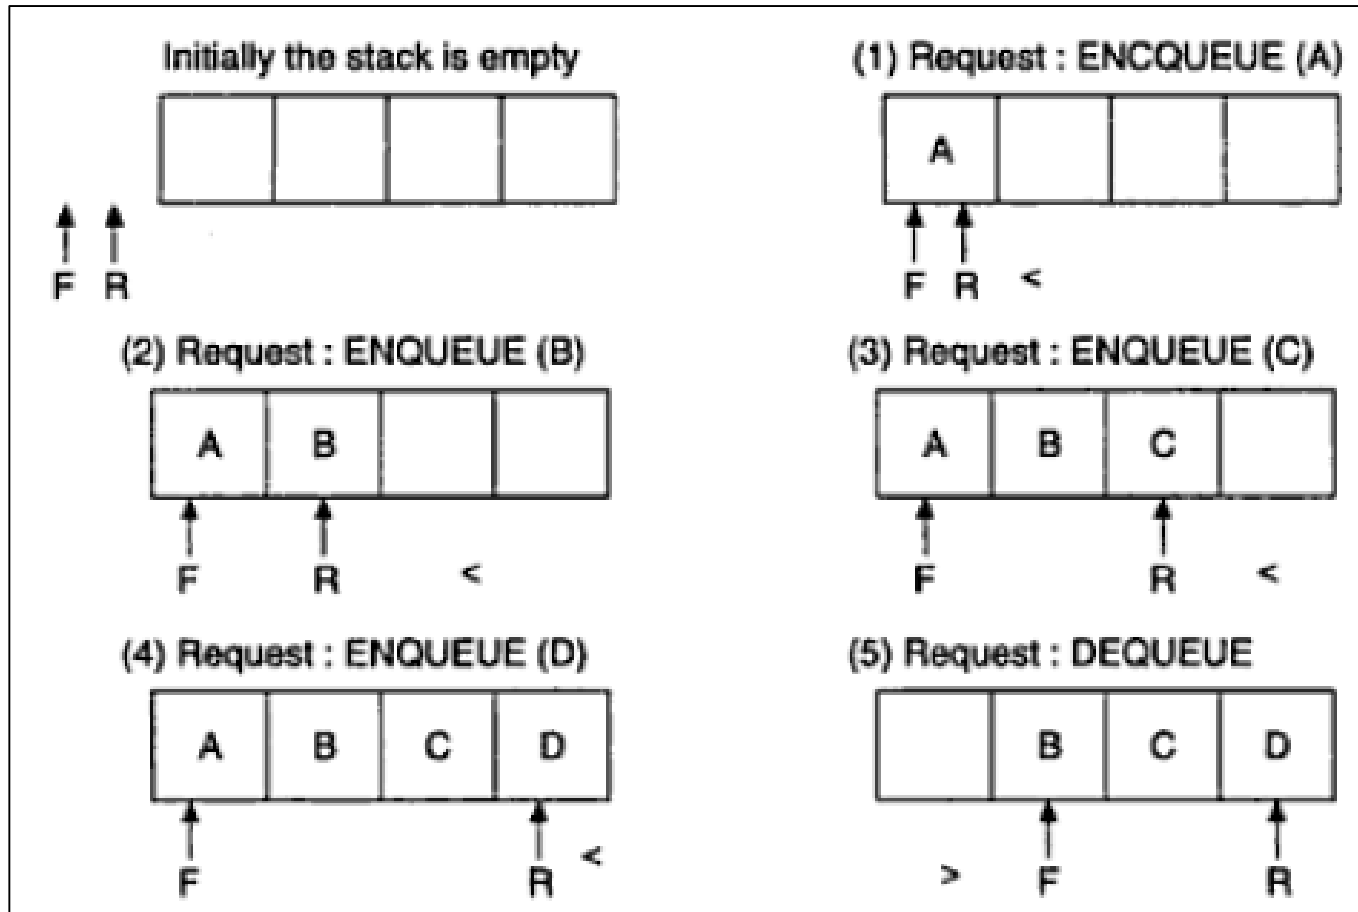 Initially the stack is empty
(1) Request : ENCQUEUE (A)
A
F R
F R <
(2) Request : ENQUEUE (B)
(3) Request : ENQUEUE (C)
A B
A B C
F R <
F R <
(4) Request : ENQUEUE (D)
(5) Request : DEQUEUE
A B C D
B C D
F R <
> F R